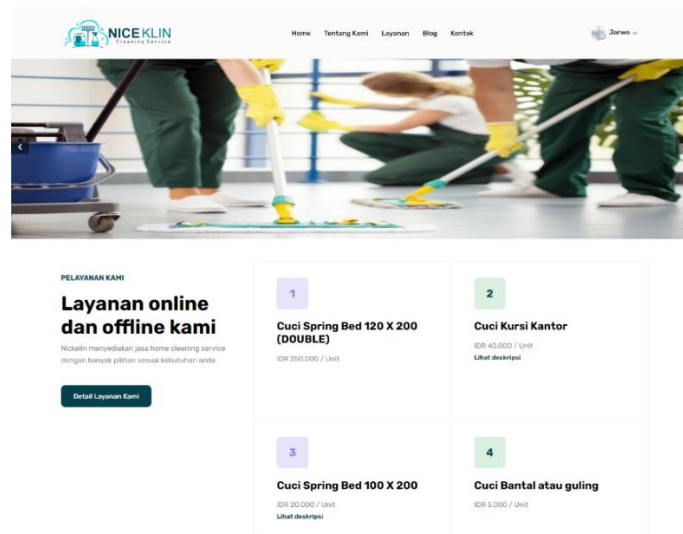 NICE KLIN
Cleaning Service
Home Tentang Kami Layanan Blog Kontak
Jarwo
PELAYANAN KAMI
Layanan online
dan offline kami
Nickelin menyediakan jasa home cleaning service
dengan banyak pilihan sesuai kebutuhan anda
Detail Layanan Kami
1
Cuci Spring Bed 120 X 200
(DOUBLE)
IDR 250.000 / Unit
2
Cuci Kursi Kantor
IDR 40.000 / Unit
Lihat deskripsi
3
Cuci Spring Bed 100 X 200
IDR 20.000 / Unit
Lihat deskripsi
4
Cuci Bantal atau guling
IDR 5.000 / Unit